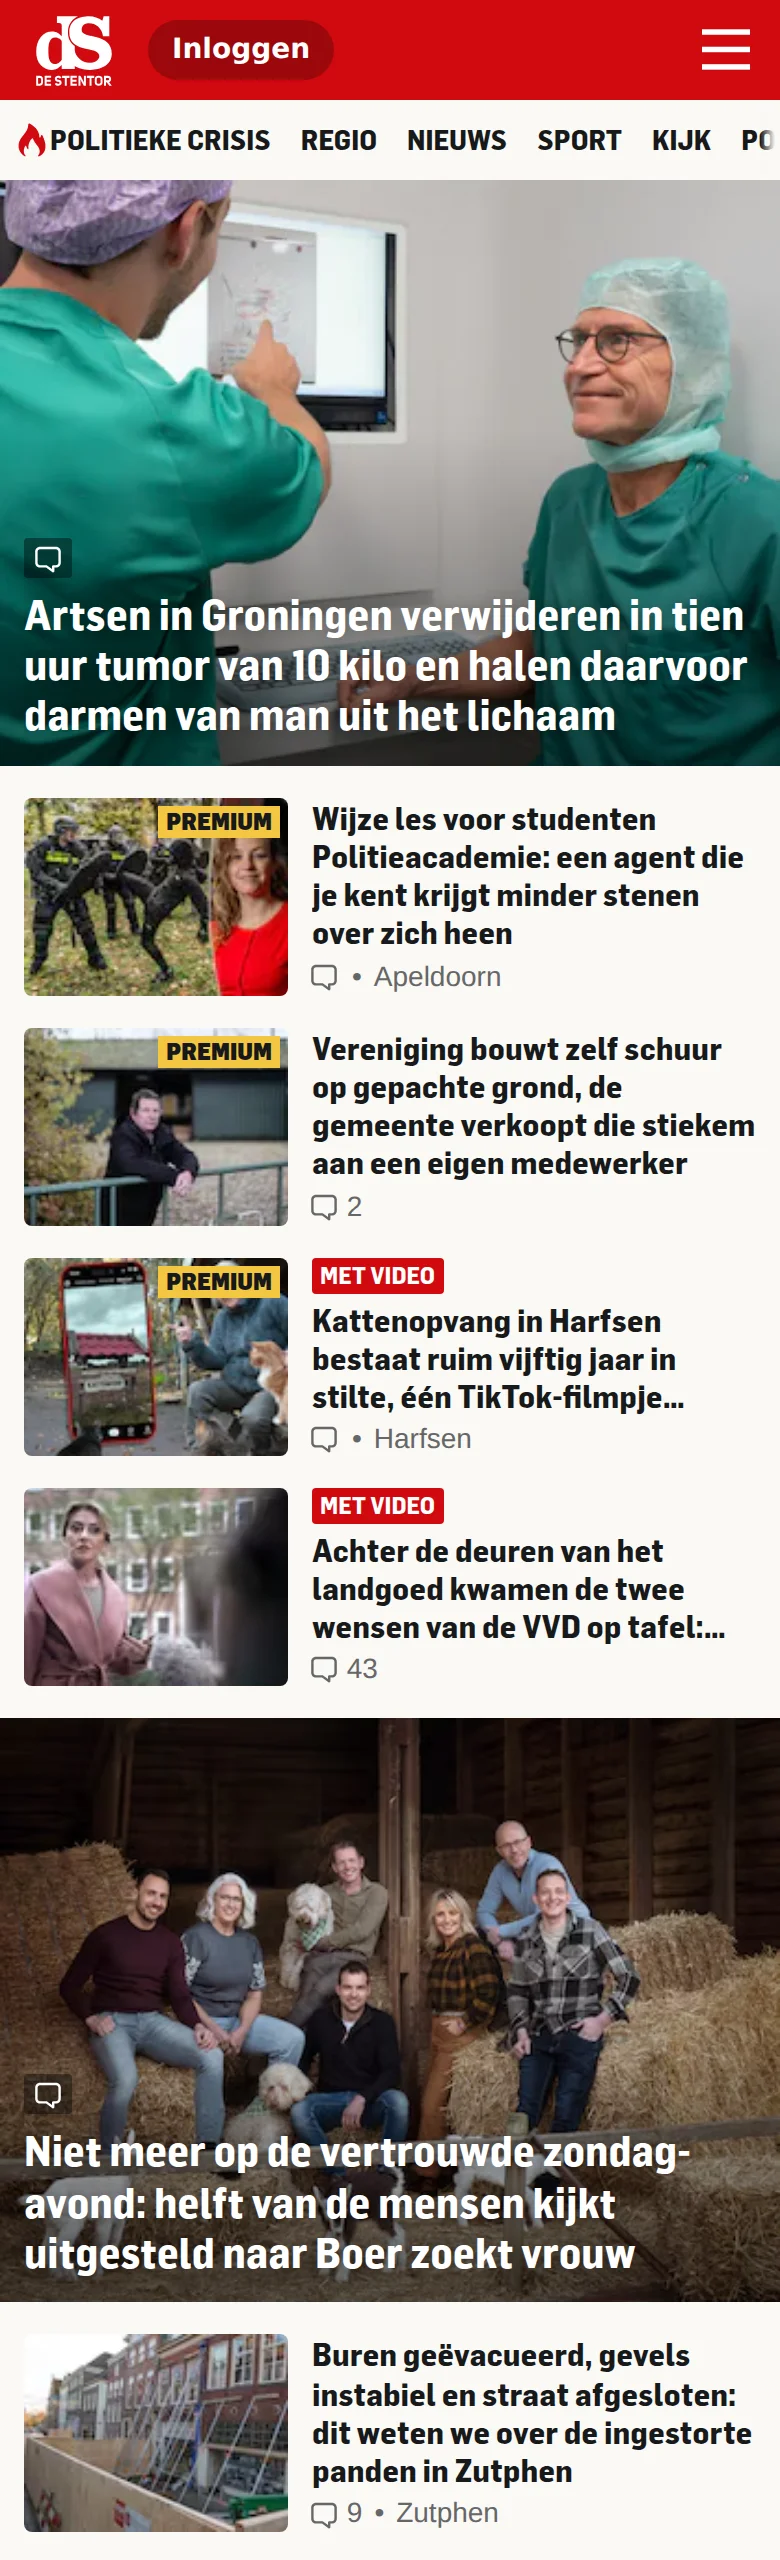 dS
DE STENTOR
Inloggen
POLITIEKE CRISIS REGIO NIEUWS SPORT KIJK PO
Artsen in Groningen verwijderen in tien
uur tumor van 10 kilo en halen daarvoor
darmen van man uit het lichaam
PREMIUM
Wijze les voor studenten
Politieacademie: een agent die
je kent krijgt minder stenen
over zich heen
• Apeldoorn
PREMIUM
Vereniging bouwt zelf schuur
op gepachte grond, de
gemeente verkoopt die stiekem
aan een eigen medewerker
2
PREMIUM
MET VIDEO
Kattenopvang in Harfsen
bestaat ruim vijftig jaar in
stilte, één TikTok-filmpje...
• Harfsen
MET VIDEO
Achter de deuren van het
landgoed kwamen de twee
wensen van de VVD op tafel:...
43
Niet meer op de vertrouwde zondag-
avond: helft van de mensen kijkt
uitgesteld naar Boer zoekt vrouw
Buren geëvacueerd, gevels
instabiel en straat afgesloten:
dit weten we over de ingestorte
panden in Zutphen
9 • Zutphen